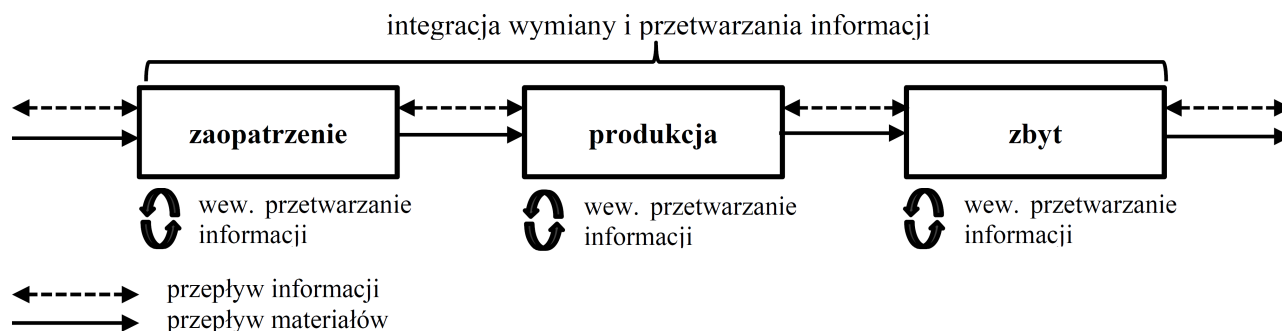 integracja wymiany i przetwarzania informacji
zaopatrzenie
produkcja
zbyt
wew. przetwarzanie
informacji
wew. przetwarzanie
informacji
wew. przetwarzanie
informacji
przepływ informacji
przepływ materiałów